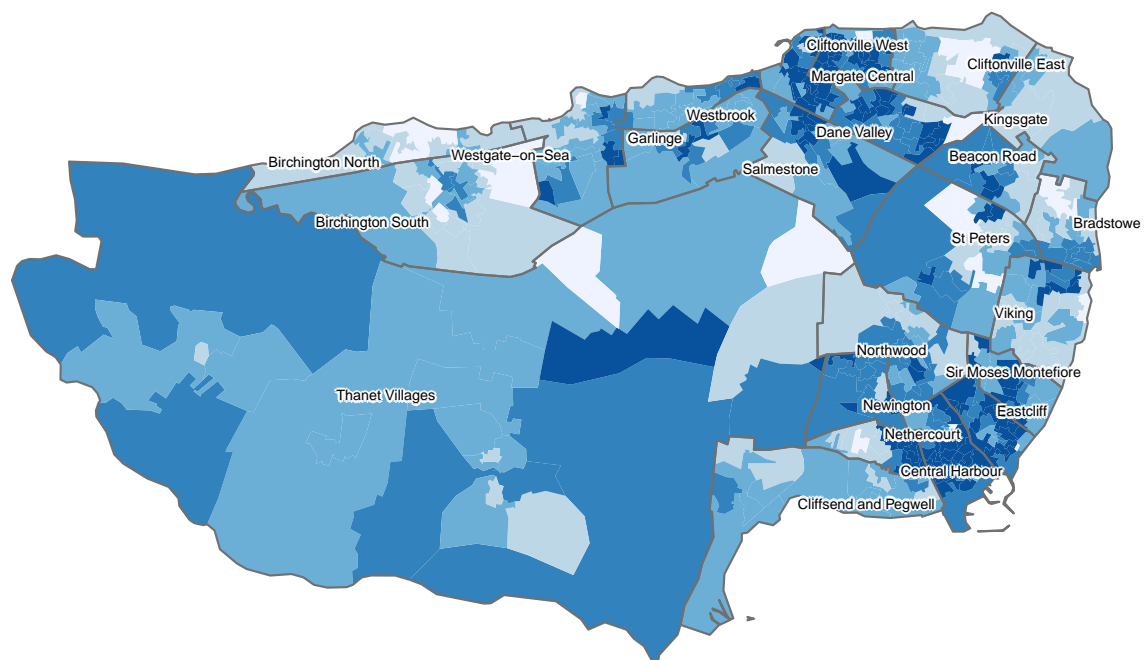 Cliftonville West
Cliftonville East
Margate Central
Westbrook
Kingsgate
Dane Valley
Garlinge
Westgate–on–Sea
Birchington North
Beacon Road
Salmestone
Birchington South
Bradstowe
St Peters
Viking
Northwood
Sir Moses Montefiore
Thanet Villages
Newington
Eastcliff
Nethercourt
Central Harbour
Cliffsend and Pegwell